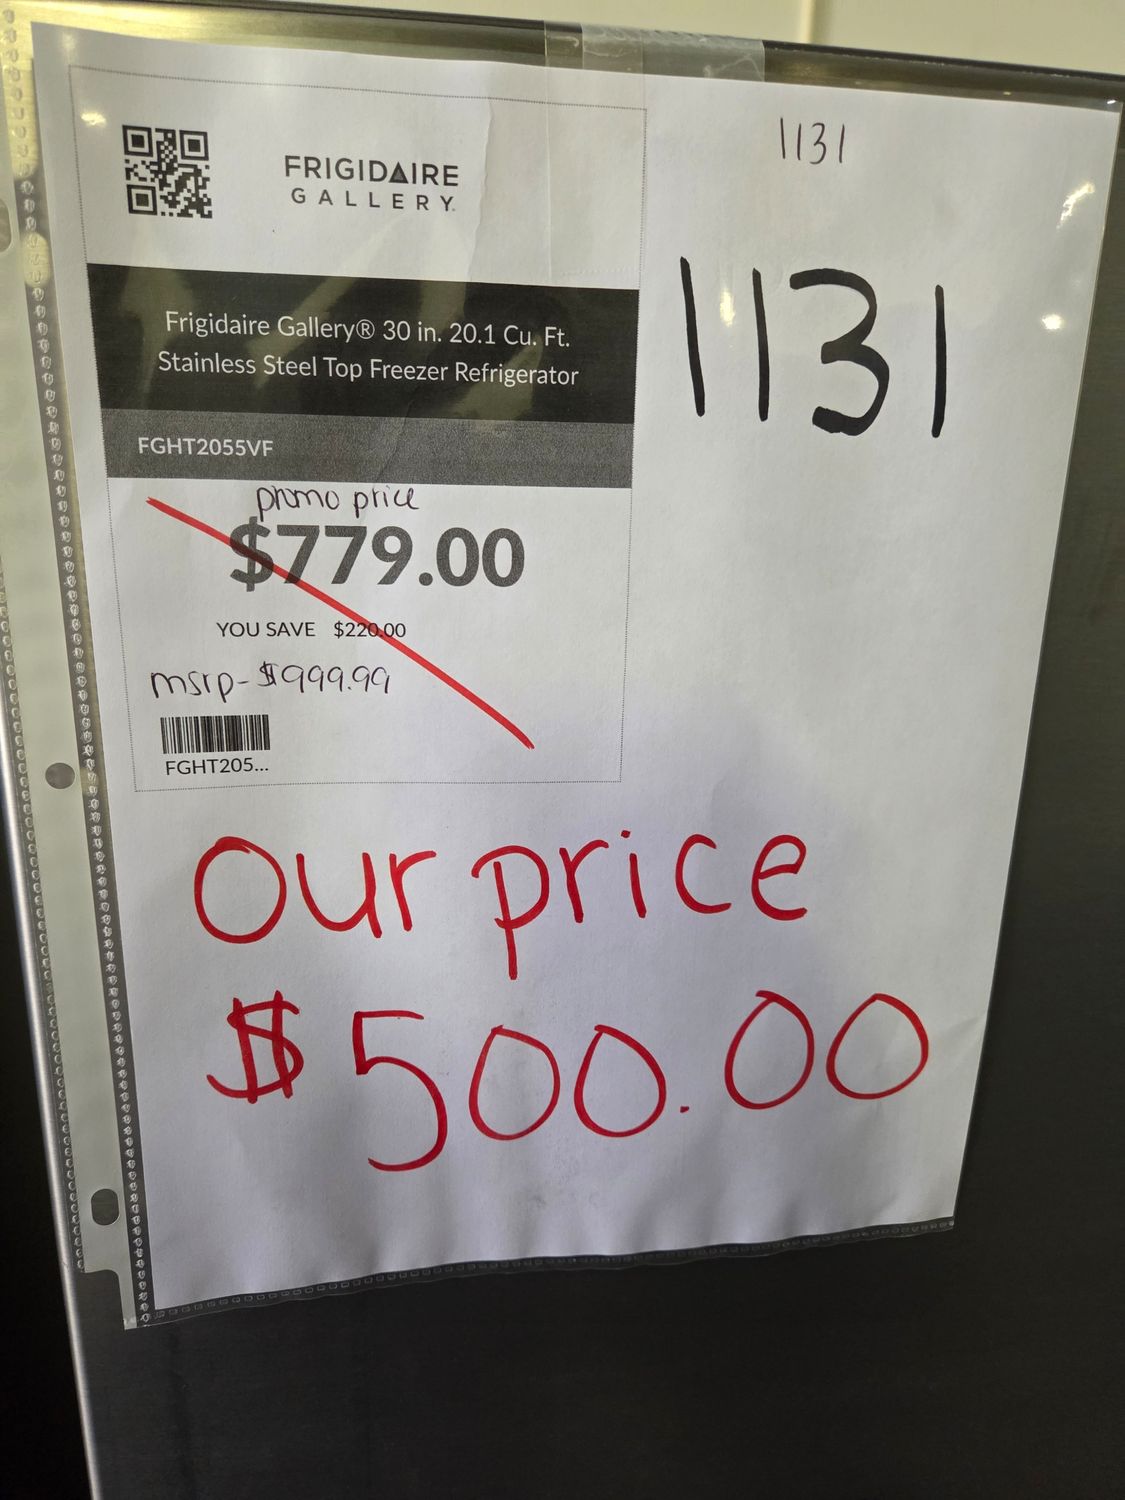 FRIGIDAIRE
GALLERY.
1131
1131
Frigidaire Gallery® 30 in. 20.1 Cu. Ft.
Stainless Steel Top Freezer Refrigerator
FGHT2055VF
promo price
$779.00
YOU SAVE $220.00
msrp- $999.99
FGHT205...
Our price
$500.00